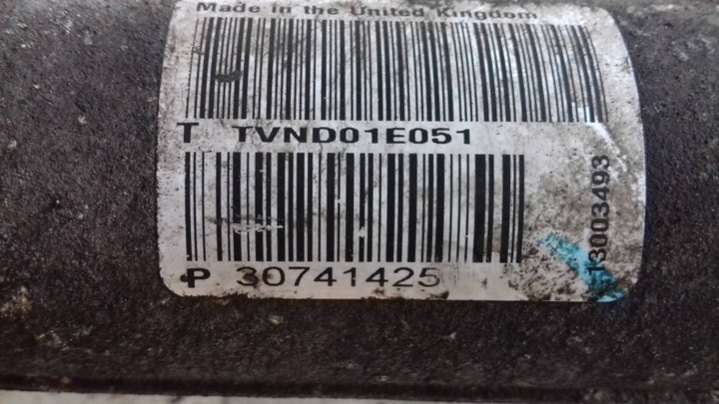 Made in the United Kingdom
T TVND01E051
P 30741425
13003493